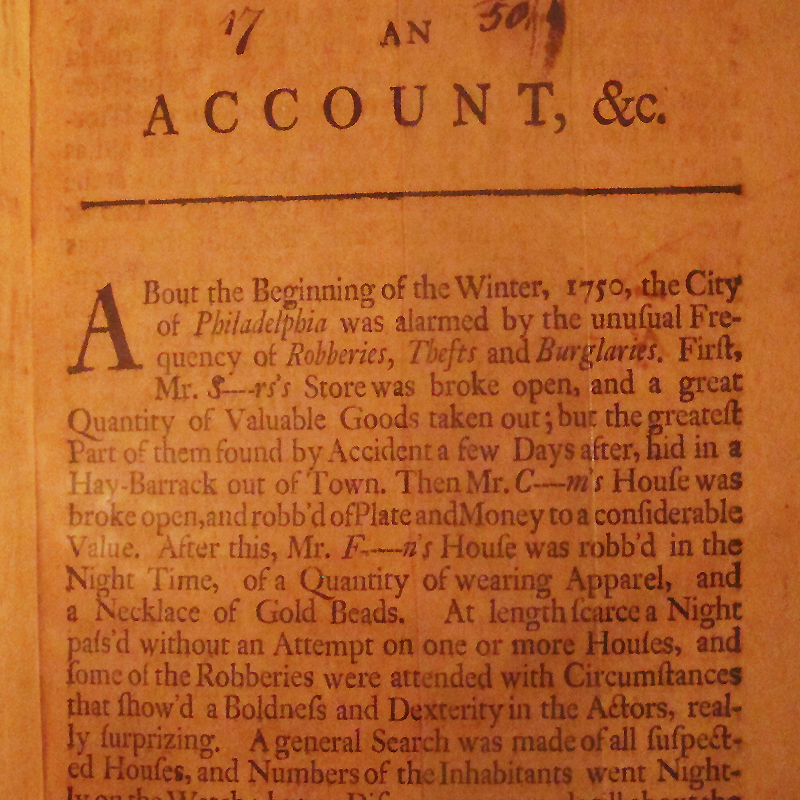 17 50
AN
ACCOUNT, &c.
ABout the Beginning of the Winter, 1750, the City
of Philadelphia was alarmed by the unuſual Fre-
quency of Robberies, Thefts and Burglaries. Firſt,
Mr. S---rs's Store was broke open, and a great
Quantity of Valuable Goods taken out; but the greateſt
Part of them found by Accident a few Days after, hid in a
Hay-Barrack out of Town. Then Mr. C---m's Houſe was
broke open, and robb'd of Plate and Money to a conſiderable
Value. After this, Mr. F----n's Houſe was robb'd in the
Night Time, of a Quantity of wearing Apparel, and
a Necklace of Gold Beads. At length ſcarce a Night
paſs'd without an Attempt on one or more Houſes, and
ſome of the Robberies were attended with Circumſtances
that ſhow'd a Boldneſs and Dexterity in the Actors, real-
ly ſurprizing. A general Search was made of all ſuſpect-
ed Houſes, and Numbers of the Inhabitants went Night-
ly on the Watch